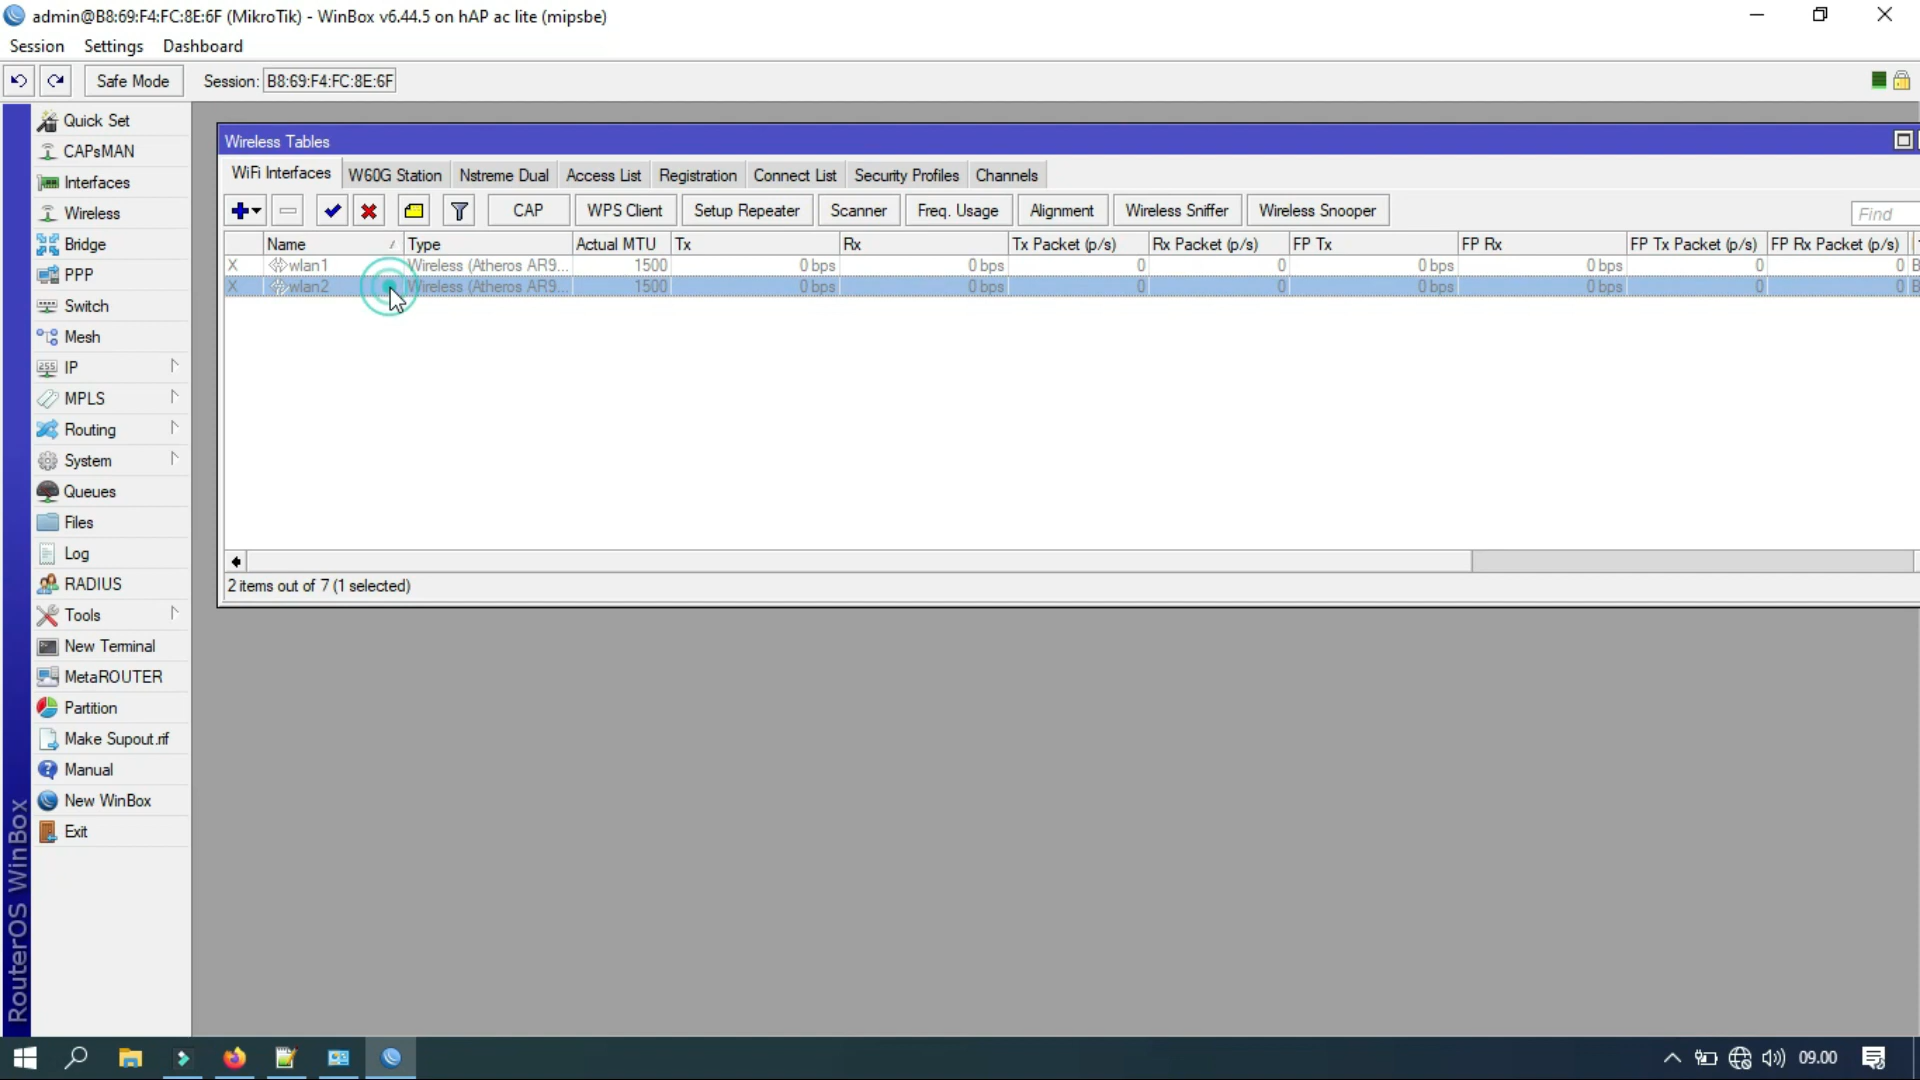 admin@B8:69:F4:FC:8E:6F (MikroTik) - WinBox v6.44.5 on hAP ac lite (mipsbe)
Session Settings Dashboard
Safe Mode Session: B8:69:F4:FC:8E:6F
Quick Set
CAPsMAN
Interfaces
Wireless
Bridge
PPP
Switch
Mesh
IP
MPLS
Routing
System
Queues
Files
Log
RADIUS
Tools
New Terminal
MetaROUTER
Partition
Make Supout.rif
Manual
New WinBox
Exit
RouterOS WinBox
Wireless Tables
WiFi Interfaces W60G Station Nstreme Dual Access List Registration Connect List Security Profiles Channels
CAP WPS Client Setup Repeater Scanner Freq. Usage Alignment Wireless Sniffer Wireless Snooper Find
Name Type Actual MTU Tx Rx Tx Packet (p/s) Rx Packet (p/s) FP Tx FP Rx FP Tx Packet (p/s) FP Rx Packet (p/s)
X wlan1 Wireless (Atheros AR9... 1500 0 bps 0 bps 0 0 0 bps 0 bps 0 0 B
X wlan2 Wireless (Atheros AR9... 1500 0 bps 0 bps 0 0 0 bps 0 bps 0 0 B
2 items out of 7 (1 selected)
09.00